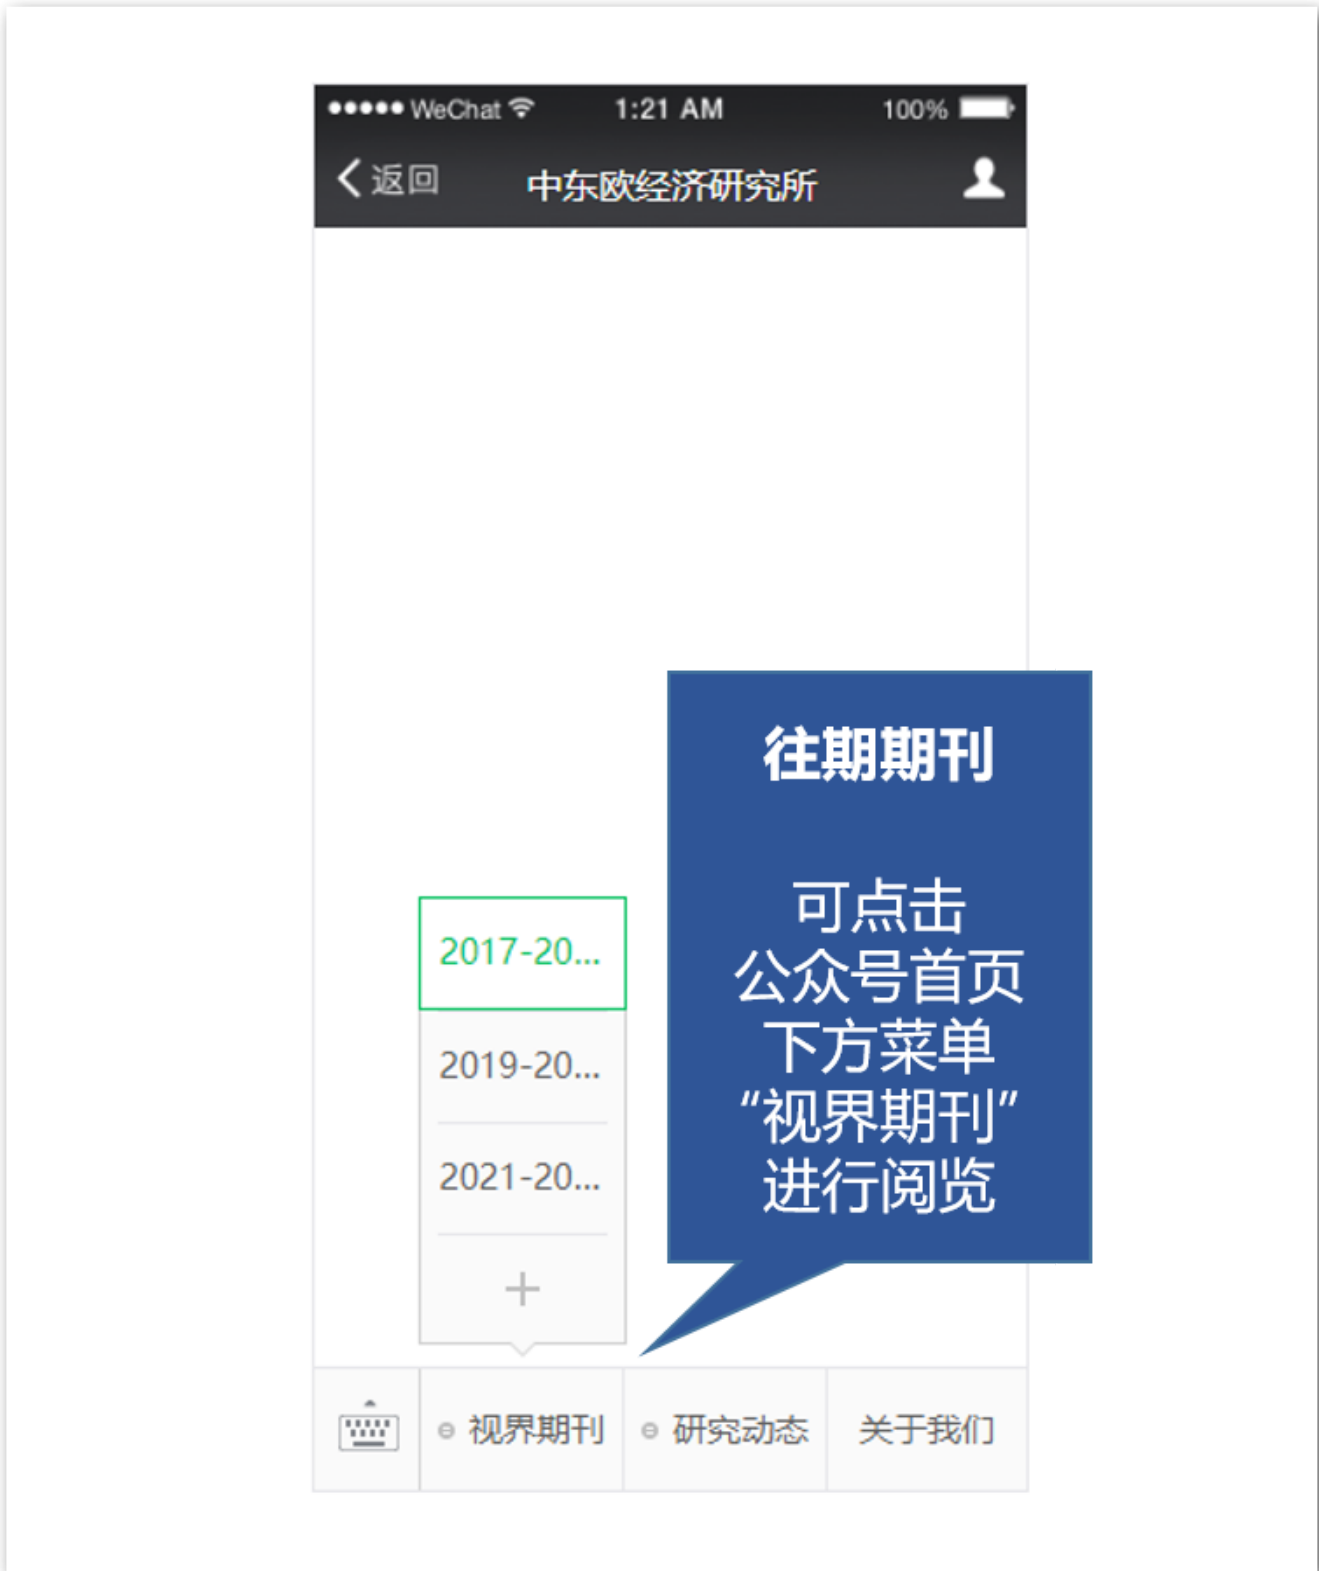 WeChat 1:21 AM 100%
返回 中东欧经济研究所
往期期刊
可点击
公众号首页
下方菜单
“视界期刊”
进行阅览
2017-20...
2019-20...
2021-20...
+
视界期刊 研究动态 关于我们